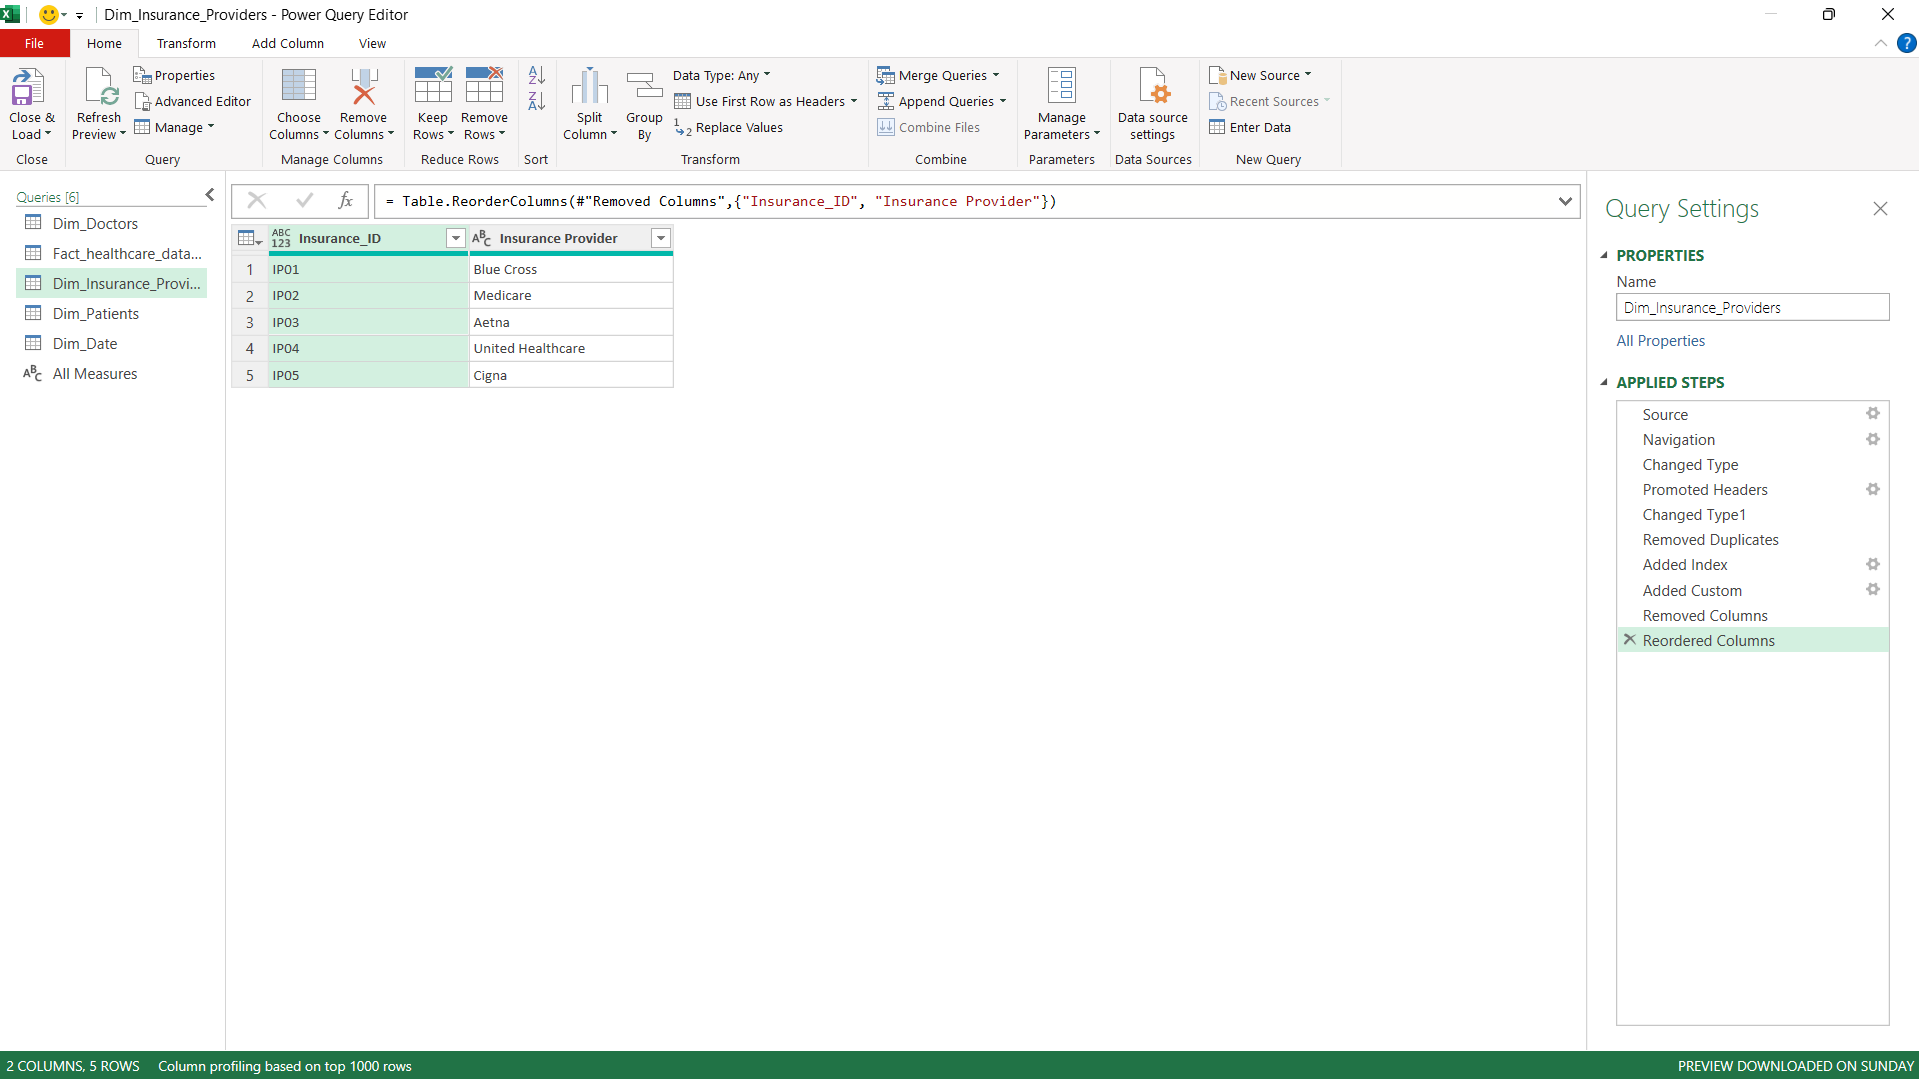 Dim_Insurance_Providers - Power Query Editor
File Home Transform Add Column View
Close & Load
Close
Refresh Preview
Properties
Advanced Editor
Manage
Query
Choose Columns
Remove Columns
Manage Columns
Keep Rows
Remove Rows
Reduce Rows
Sort
Split Column
Group By
Data Type: Any
Use First Row as Headers
Replace Values
Transform
Merge Queries
Append Queries
Combine Files
Combine
Manage Parameters
Parameters
Data source settings
Data Sources
New Source
Recent Sources
Enter Data
New Query
Queries [6]
Dim_Doctors
Fact_healthcare_data...
Dim_Insurance_Provi...
Dim_Patients
Dim_Date
All Measures
fx = Table.ReorderColumns(#"Removed Columns",{"Insurance_ID", "Insurance Provider"})
ABC 123 Insurance_ID ABC Insurance Provider
1 IP01 Blue Cross
2 IP02 Medicare
3 IP03 Aetna
4 IP04 United Healthcare
5 IP05 Cigna
Query Settings
PROPERTIES
Name
Dim_Insurance_Providers
All Properties
APPLIED STEPS
Source
Navigation
Changed Type
Promoted Headers
Changed Type1
Removed Duplicates
Added Index
Added Custom
Removed Columns
Reordered Columns
2 COLUMNS, 5 ROWS Column profiling based on top 1000 rows
PREVIEW DOWNLOADED ON SUNDAY